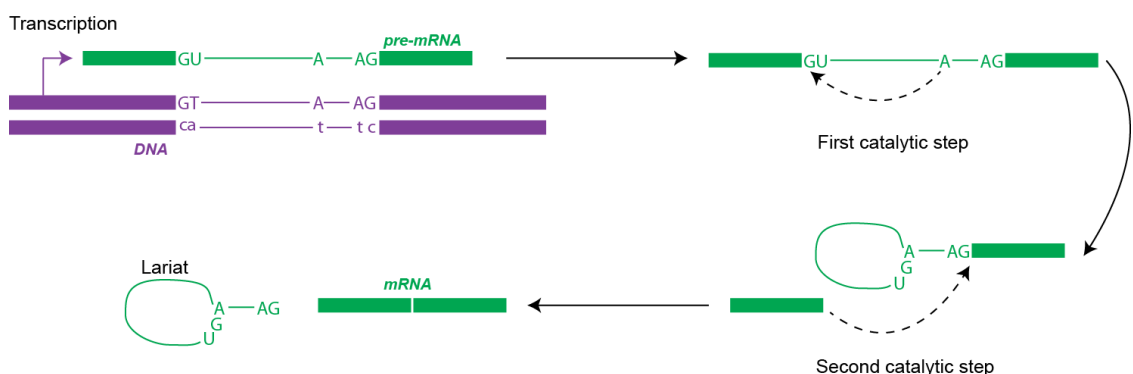 Transcription
pre-mRNA
GU A AG
GT A AG
ca t t c
DNA
GU A AG
First catalytic step
A AG
G
U
Second catalytic step
Lariat
mRNA
A AG
G
U